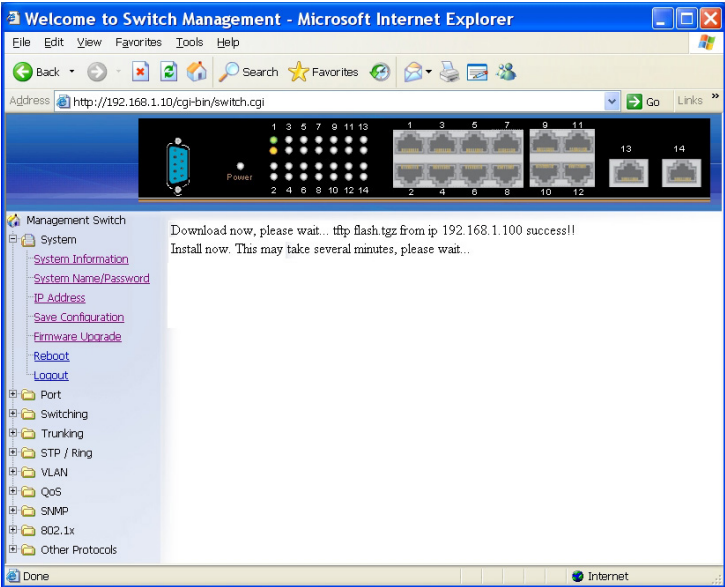 Welcome to Switch Management - Microsoft Internet Explorer
File Edit View Favorites Tools Help
Back Search Favorites
Address http://192.168.1.10/cgi-bin/switch.cgi Go Links »
1 3 5 7 9 11 13
Power
2 4 6 8 10 12 14
1 3 5 7 9 11
13 14
2 4 6 8 10 12
Management Switch
System
System Information
System Name/Password
IP Address
Save Configuration
Firmware Upgrade
Reboot
Logout
Port
Switching
Trunking
STP / Ring
VLAN
QoS
SNMP
802.1x
Other Protocols
Download now, please wait... tftp flash.tgz from ip 192.168.1.100 success!!
Install now. This may take several minutes, please wait...
Done Internet